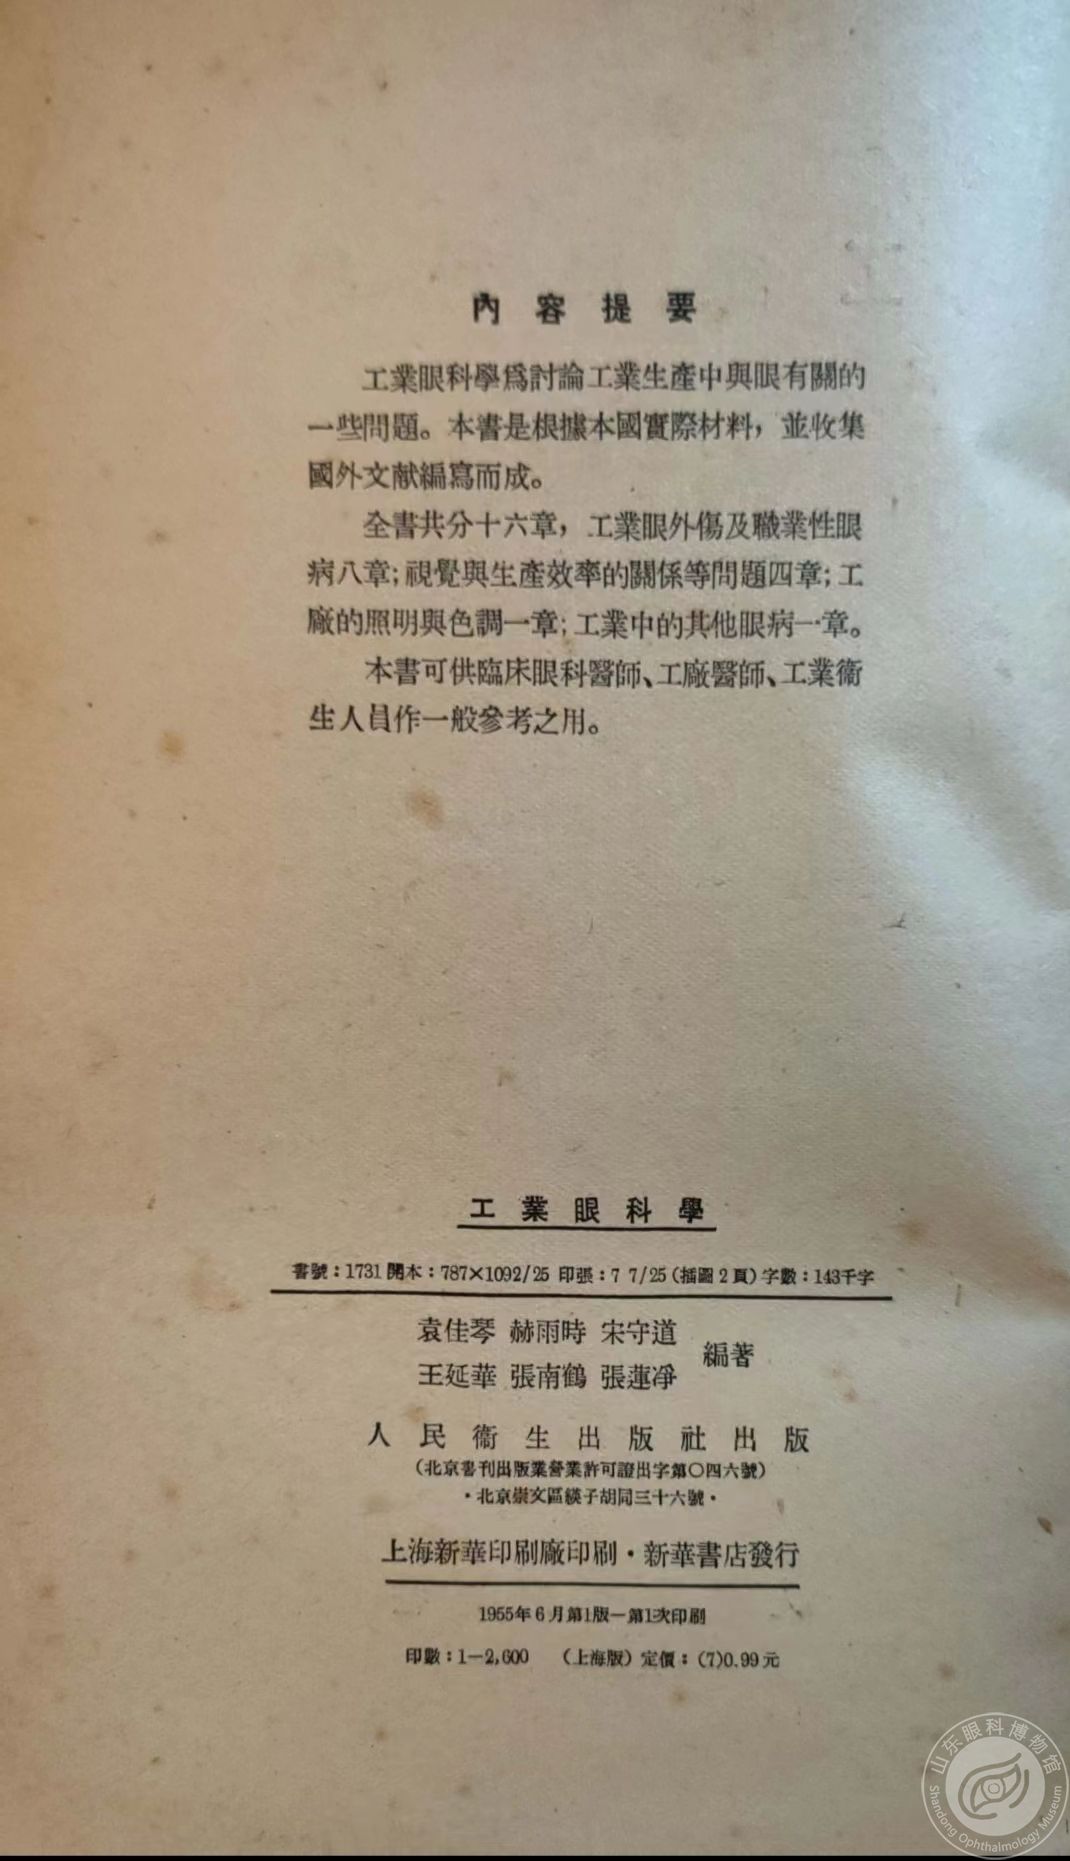 內容提要
工業眼科學爲討論工業生產中與眼有關的
一些問題。本書是根據本國實際材料，並收集
國外文献編寫而成。
全書共分十六章，工業眼外傷及職業性眼
病八章；視覺與生產效率的關係等問題四章；工
廠的照明與色調一章；工業中的其他眼病一章。
本書可供臨床眼科醫師、工廠醫師、工業衞
生人員作一般參考之用。
工業眼科學
書號：1731 開本：787×1092/25 印張：7 7/25（插圖2頁）字數：143千字
袁佳琴 赫雨時 宋守道
王延華 張南鶴 張蓮淨
編著
人民衞生出版社出版
（北京書刊出版業營業許可證出字第〇四六號）
·北京崇文區緩子胡同三十六號·
上海新華印刷廠印刷·新華書店發行
1955年6月第1版—第1次印刷
印數：1—2,600 （上海版）定價：（7）0.99元
山东眼科博物馆
Shandong Ophthalmology Museum